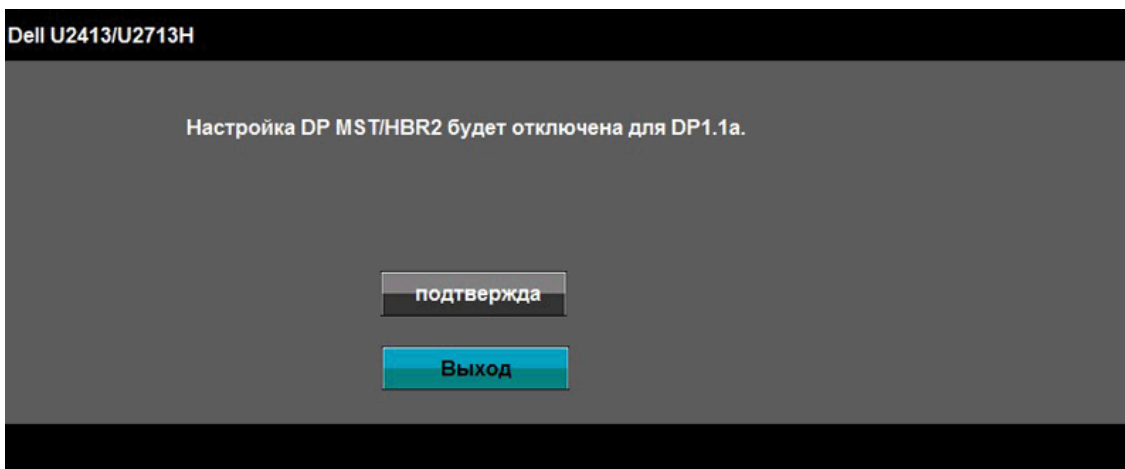 Dell U2413/U2713H
Настройка DP MST/HBR2 будет отключена для DP1.1a.
подтвержда
Выход